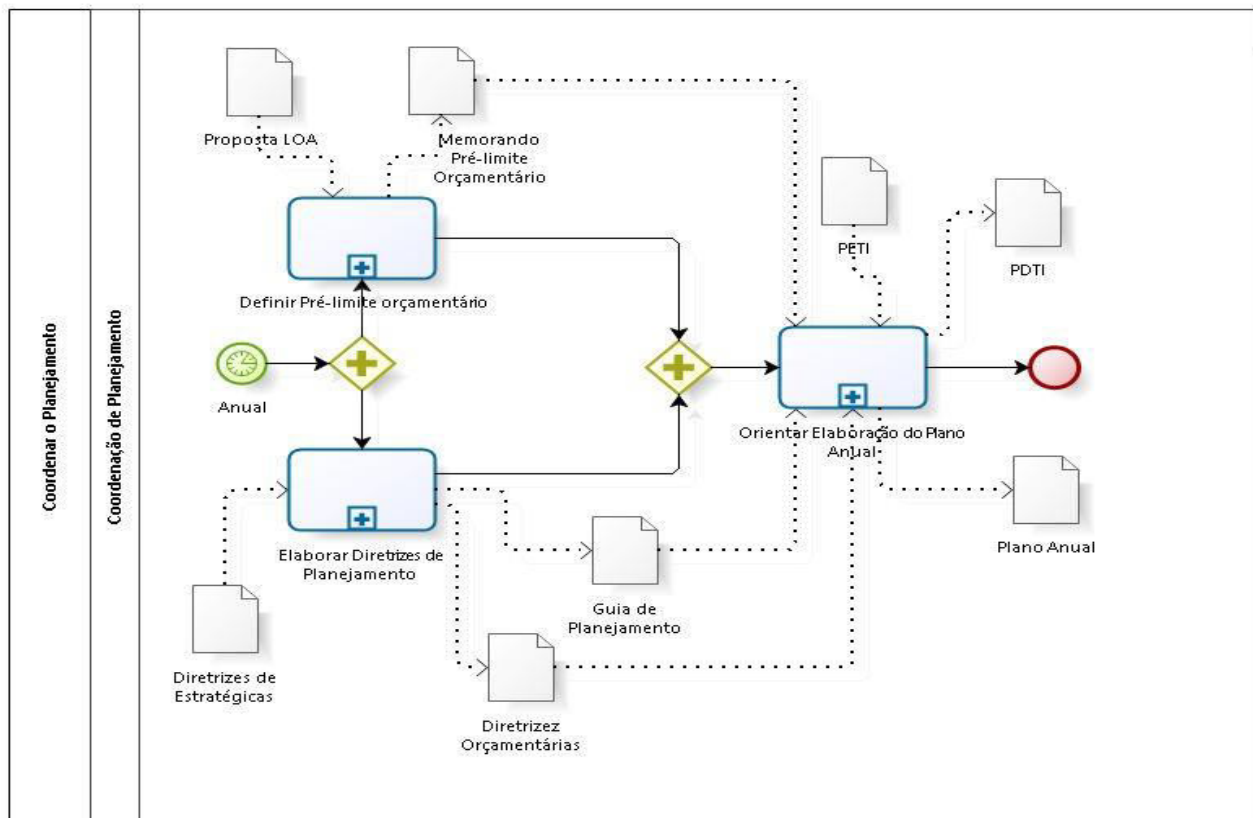 Coordenar o Planejamento
Coordenação de Planejamento
Proposta LOA
Memorando
Pré-limite
Orçamentário
PETI
PDTI
Definir Pré-limite orçamentário
Anual
Orientar Elaboração do Plano
Anual
Elaborar Diretrizes de
Planejamento
Plano Anual
Guia de
Planejamento
Diretrizes de
Estratégicas
Diretrizez
Orçamentárias